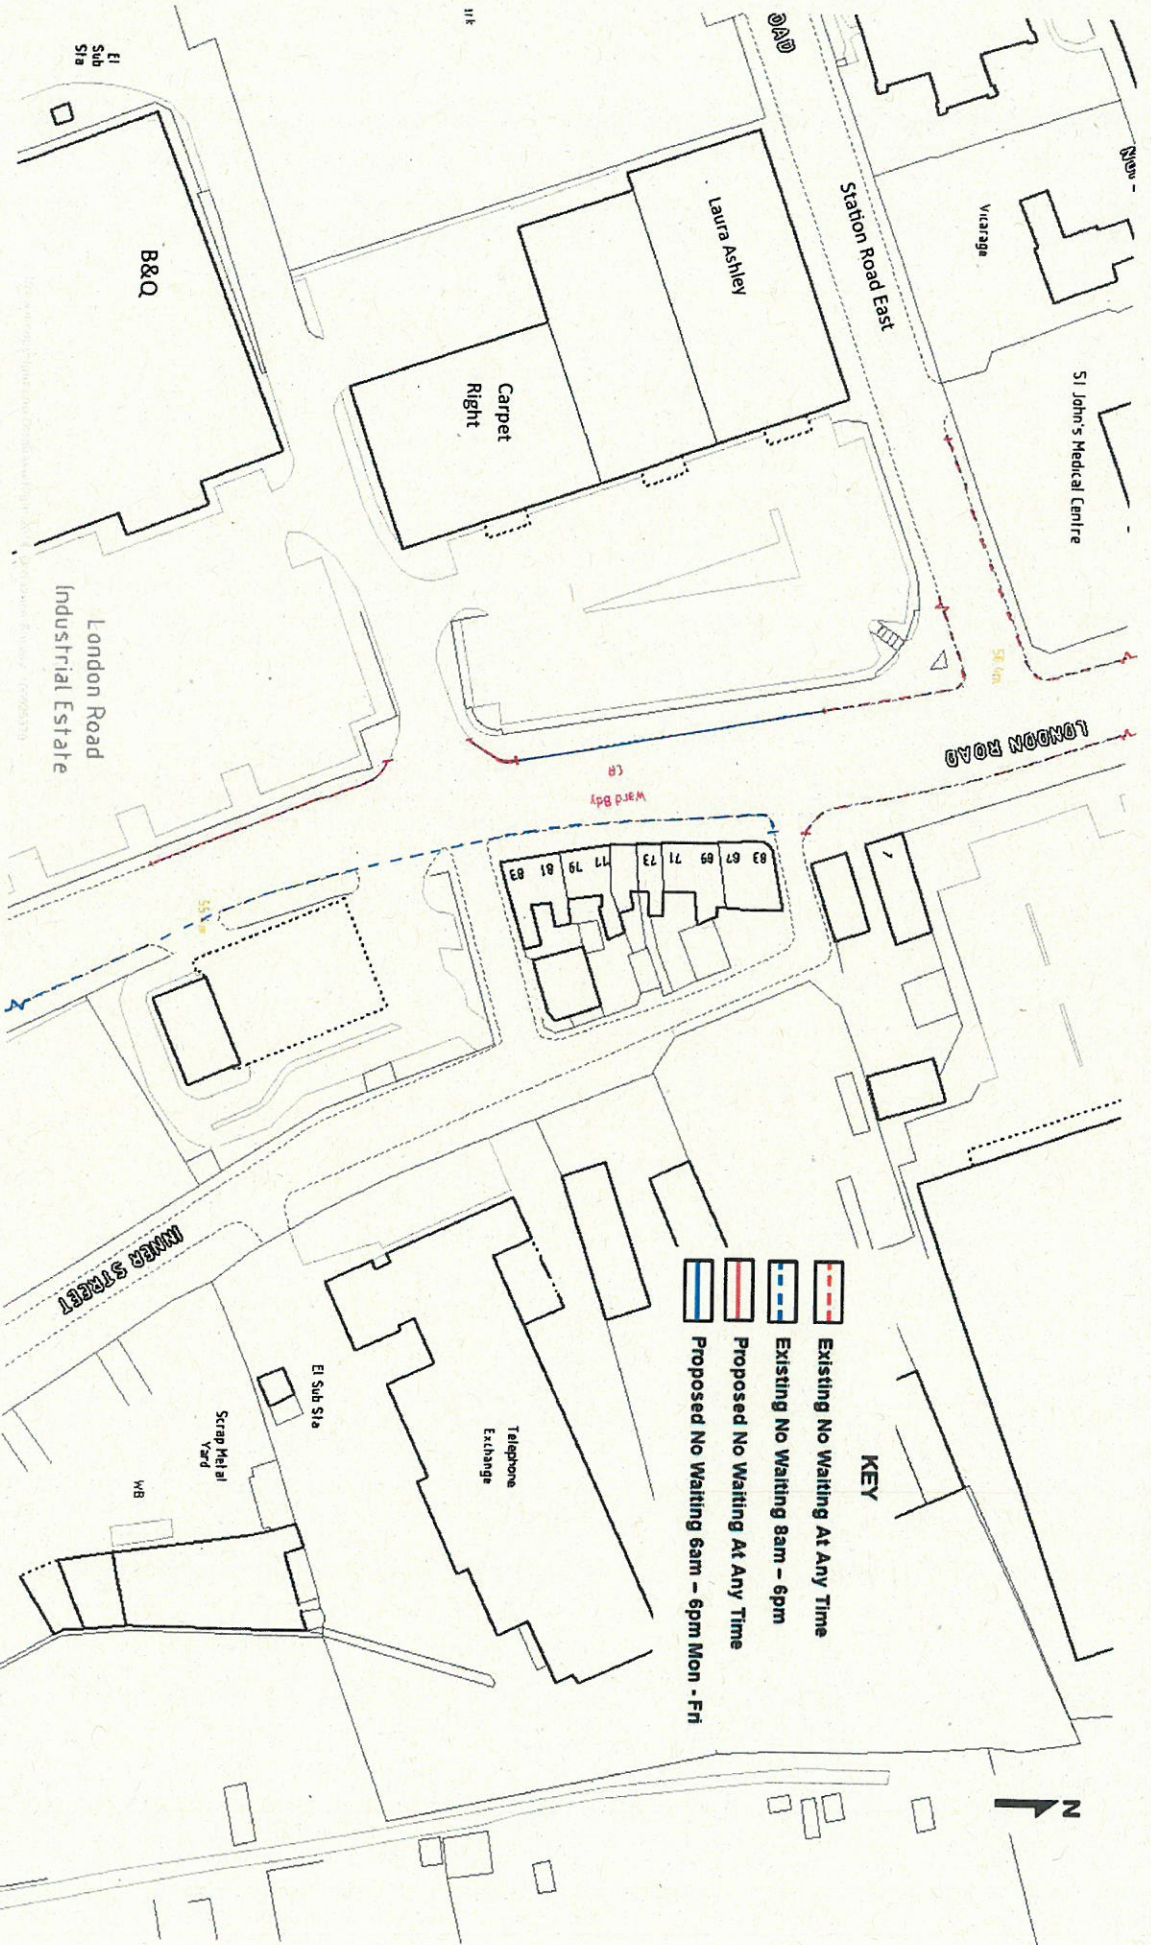 St John's Medical Centre
Vicarage
Station Road East
LONDON ROAD
Laura Ashley
Carpet
Right
B&Q
El
Sub
Sta
London Road
Industrial Estate
CR
Ward Bdy
83
67
69
71
73
77
79
81
83
INNER STREET
El Sub Sta
Scrap Metal
Yard
WB
Telephone
Exchange
KEY
Existing No Waiting At Any Time
Existing No Waiting 8am – 6pm
Proposed No Waiting At Any Time
Proposed No Waiting 6am – 6pm Mon - Fri
N